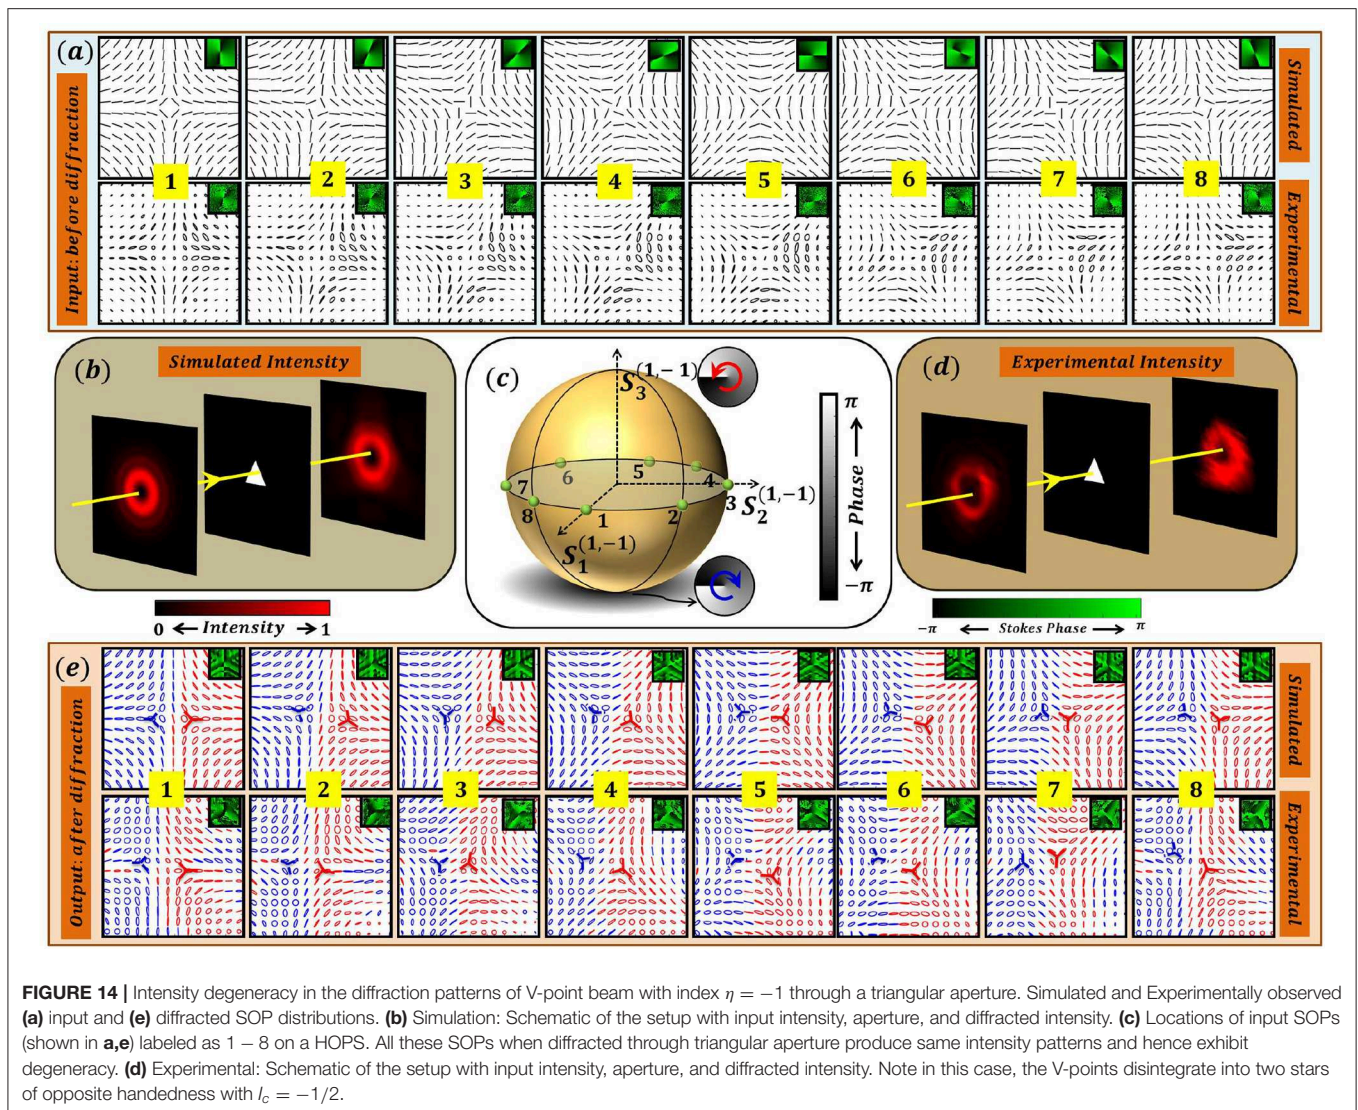 (a)
Input: before diffraction
Simulated
1 2 3 4 5 6 7 8
Experimental
(b)
Simulated Intensity
0 ← Intensity → 1
(c)
S₃^(1,−1)
S₂^(1,−1)
S₁^(1,−1)
1 2 3 4 5 6 7 8
π
← Phase →
−π
(d)
Experimental Intensity
-π ← Stokes Phase → π
(e)
Output: after diffraction
Simulated
1 2 3 4 5 6 7 8
Experimental
FIGURE 14 | Intensity degeneracy in the diffraction patterns of V-point beam with index η = −1 through a triangular aperture. Simulated and Experimentally observed
(a) input and (e) diffracted SOP distributions. (b) Simulation: Schematic of the setup with input intensity, aperture, and diffracted intensity. (c) Locations of input SOPs
(shown in a,e) labeled as 1 − 8 on a HOPS. All these SOPs when diffracted through triangular aperture produce same intensity patterns and hence exhibit
degeneracy. (d) Experimental: Schematic of the setup with input intensity, aperture, and diffracted intensity. Note in this case, the V-points disintegrate into two stars
of opposite handedness with I_c = −1/2.